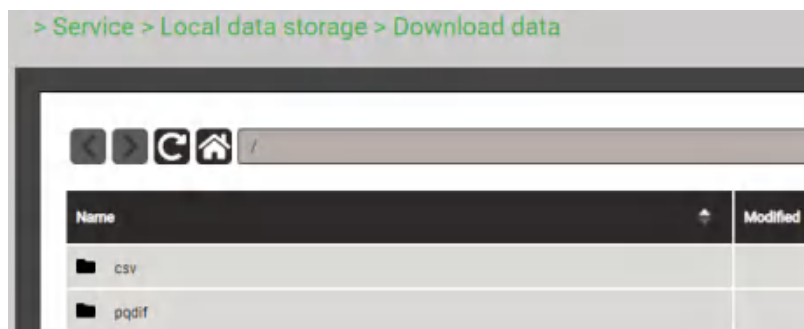 > Service > Local data storage > Download data
/
Name Modified
csv
pqdif